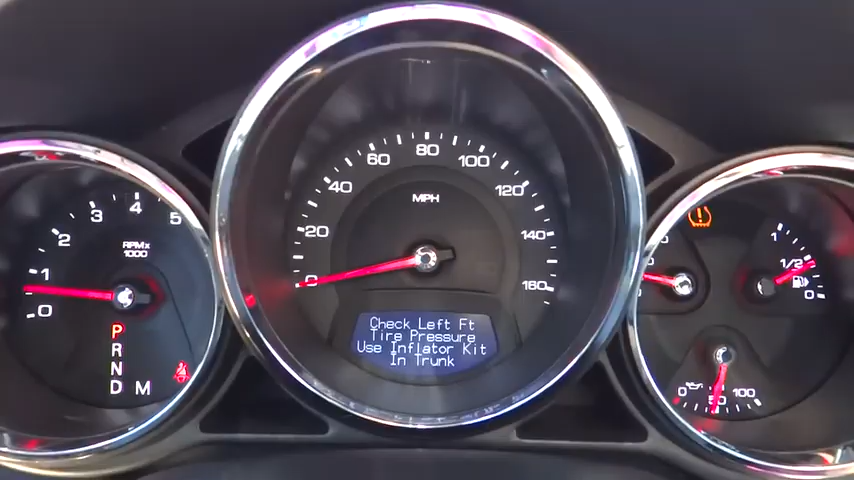 0
1
2
3
4
5
RPMx
1000
P
R
N
D M
0
20
40
60
80
100
120
140
160
MPH
Check Left Ft
Tire Pressure
Use Inflator Kit
In Trunk
1
1/2
0
0
50
100